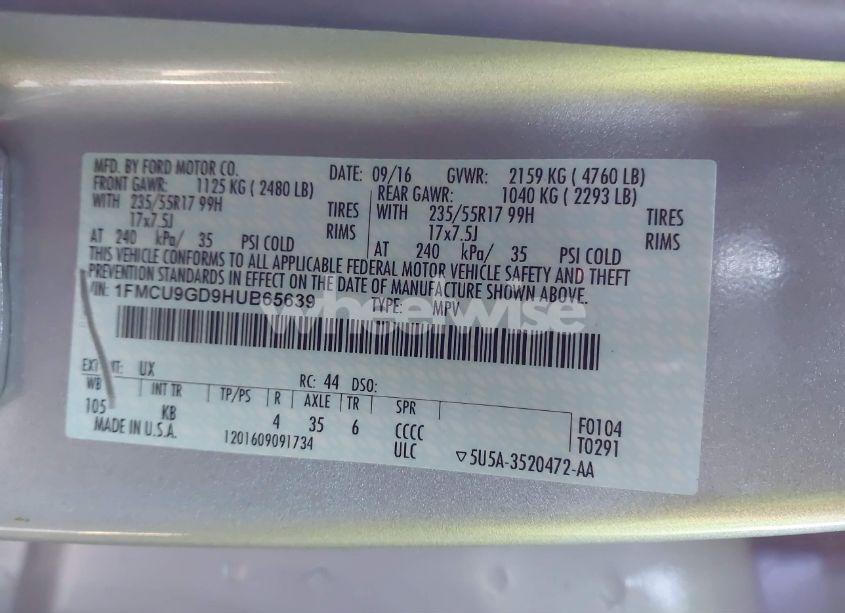 MFD. BY FORD MOTOR CO. DATE: 09/16 GVWR: 2159 KG ( 4760 LB)
FRONT GAWR: 1125 KG ( 2480 LB) REAR GAWR: 1040 KG ( 2293 LB)
WITH 235/55R17 99H TIRES WITH 235/55R17 99H TIRES
17x7.5J RIMS 17x7.5J RIMS
AT 240 kPa/ 35 PSI COLD AT 240 kPa/ 35 PSI COLD
THIS VEHICLE CONFORMS TO ALL APPLICABLE FEDERAL MOTOR VEHICLE SAFETY AND THEFT
PREVENTION STANDARDS IN EFFECT ON THE DATE OF MANUFACTURE SHOWN ABOVE.
VIN: 1FMCU9GD9HUB65639 TYPE: MPV
wheelwise
EXT PNT: UX RC: 44 DSO:
WB INT TR TP/PS R AXLE TR SPR
105 KB 4 35 6 CCCC F0104
MADE IN U.S.A. 1201609091734 ULC ▽5U5A-3520472-AA T0291